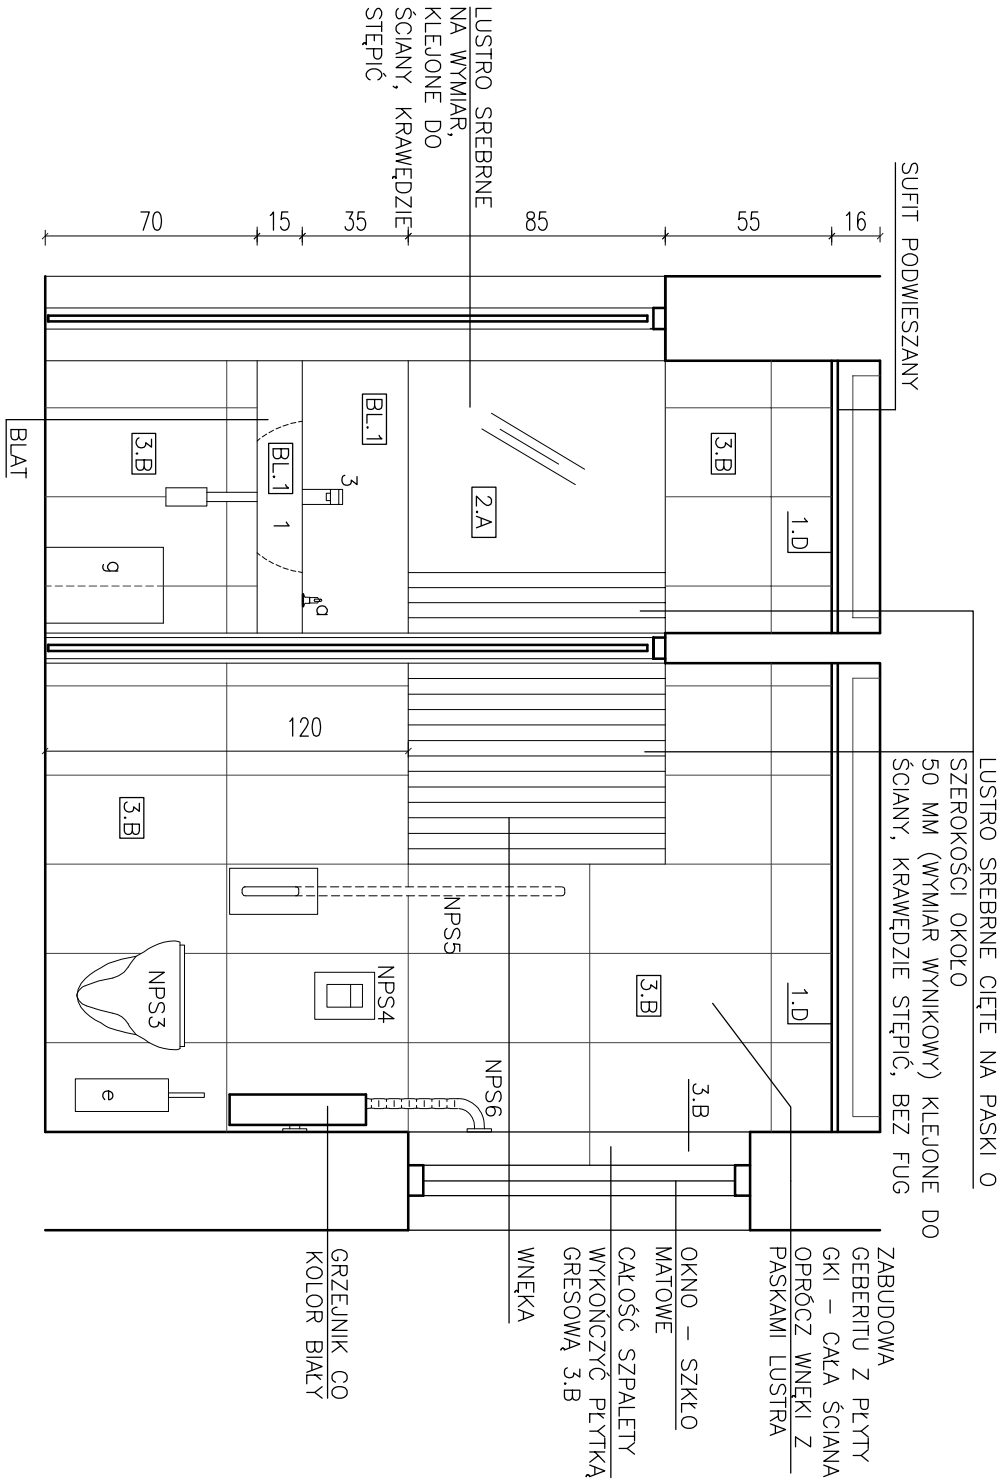 LUSTRO SREBRNE
NA WYMIAR,
KLEJONE DO
ŚCIANY, KRAWĘDZIE
STĘPIĆ
SUFIT PODWIESZANY
70
15
35
85
55
16
BLAT
3.B
BL.1
BL.1
2.A
3.B
1.D
3
1
a
g
120
3.B
NPS5
NPS4
NPS3
NPS6
e
3.B
1.D
3.B
LUSTRO SREBRNE CIĘTE NA PASKI O
SZEROKOŚCI OKOŁO
50 MM (WYMIAR WYNIKOWY) KLEJONE DO
ŚCIANY, KRAWĘDZIE STĘPIĆ, BEZ FUG
ZABUDOWA
GEBERITU Z PŁYTY
GKI – CAŁA ŚCIANA
OPRÓCZ WNĘKI Z
PASKAMI LUSTRA
OKNO – SZKŁO
MATOWE
CAŁOŚĆ SZPALETY
WYKOŃCZYĆ PŁYTKĄ
GRESOWĄ 3.B
WNĘKA
GRZEJNIK CO
KOLOR BIAŁY